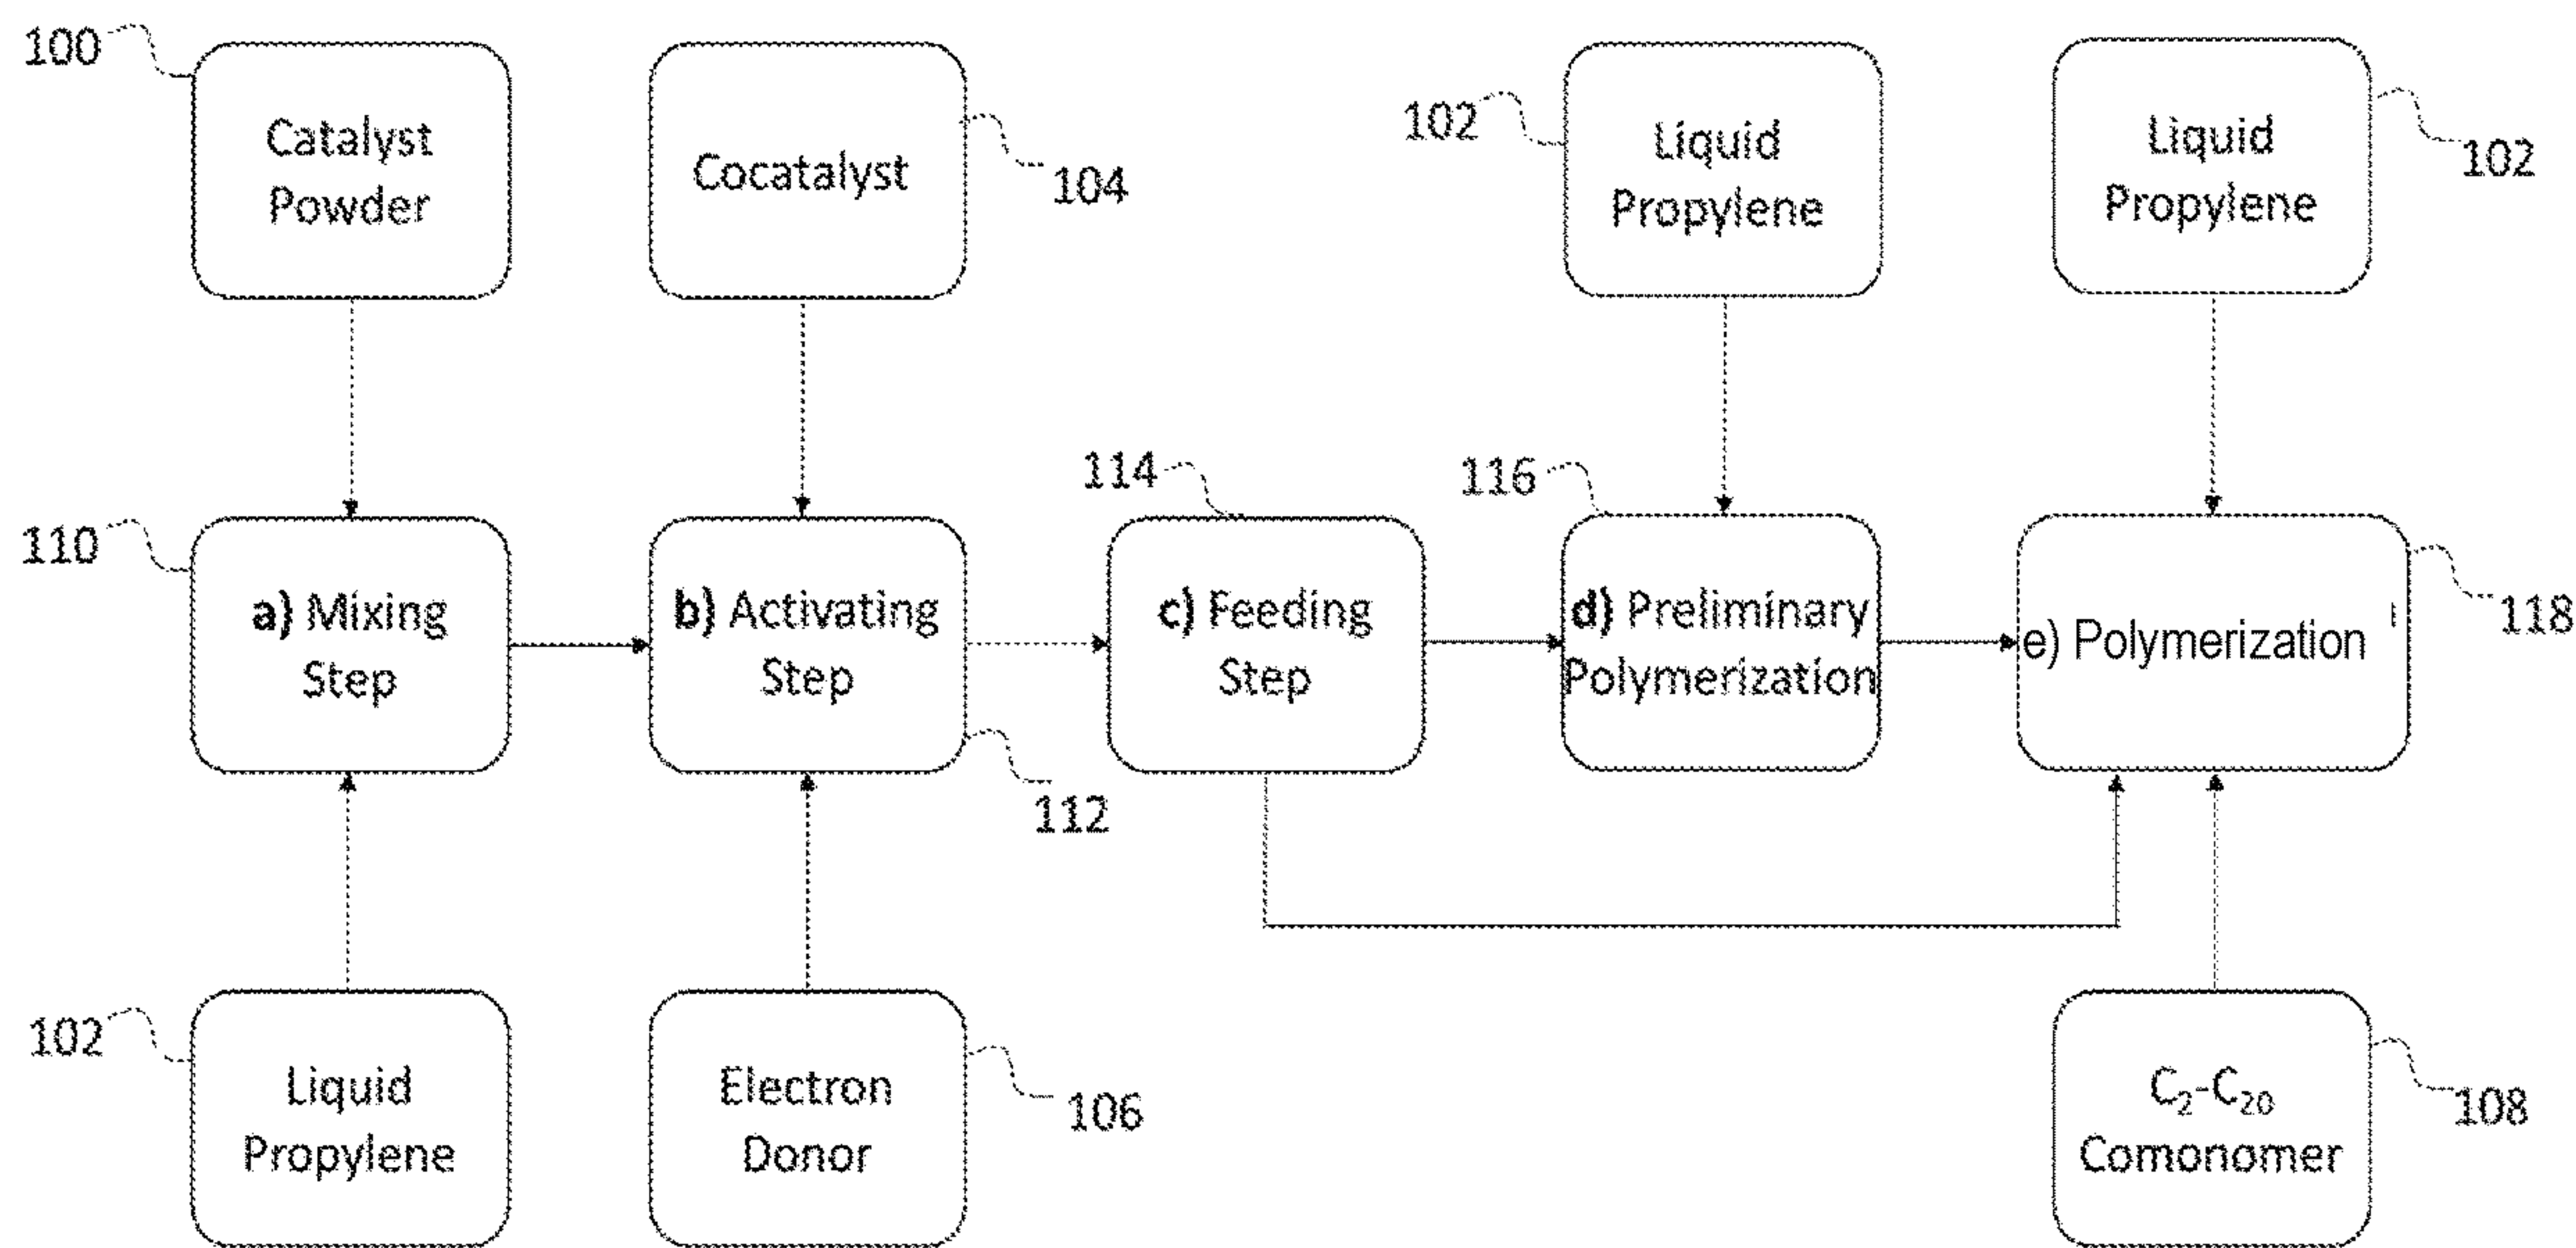 100
Catalyst
Powder
Cocatalyst
104
102
Liquid
Propylene
Liquid
Propylene
102
110
a) Mixing
Step
b) Activating
Step
112
114
c) Feeding
Step
116
d) Preliminary
Polymerization
e) Polymerization
118
102
Liquid
Propylene
Electron
Donor
106
C₂-C₂₀
Comonomer
108